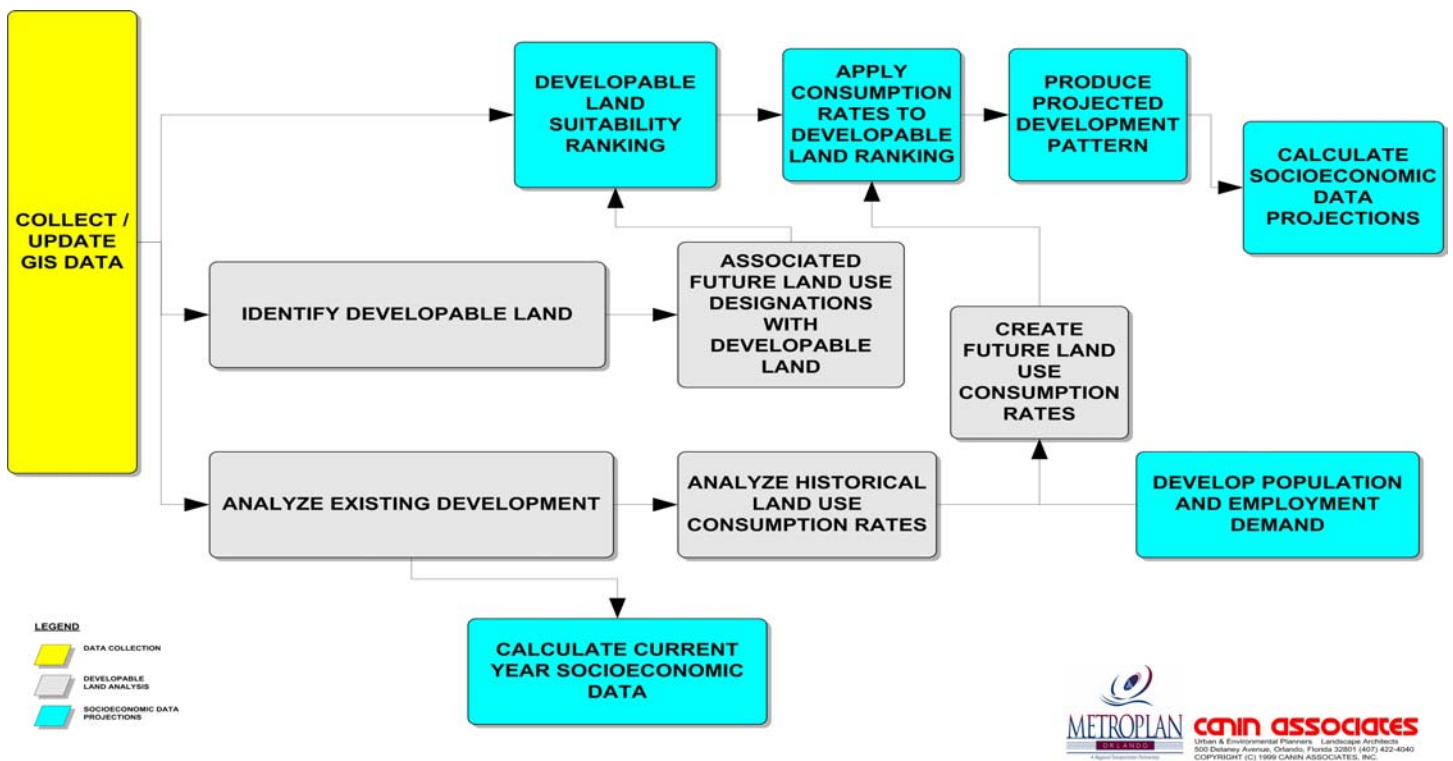 COLLECT /
UPDATE
GIS DATA
DEVELOPABLE
LAND
SUITABILITY
RANKING
APPLY
CONSUMPTION
RATES TO
DEVELOPABLE
LAND RANKING
PRODUCE
PROJECTED
DEVELOPMENT
PATTERN
CALCULATE
SOCIOECONOMIC
DATA
PROJECTIONS
IDENTIFY DEVELOPABLE LAND
ASSOCIATED
FUTURE LAND USE
DESIGNATIONS
WITH
DEVELOPABLE
LAND
CREATE
FUTURE LAND
USE
CONSUMPTION
RATES
ANALYZE EXISTING DEVELOPMENT
ANALYZE HISTORICAL
LAND USE
CONSUMPTION RATES
DEVELOP POPULATION
AND EMPLOYMENT
DEMAND
CALCULATE CURRENT
YEAR SOCIOECONOMIC
DATA
LEGEND
DATA COLLECTION
DEVELOPABLE
LAND ANALYSIS
SOCIOECONOMIC DATA
PROJECTIONS
METROPLAN
ORLANDO
A Regional Transportation Partnership
canin associates
Urban & Environmental Planners Landscape Architects
500 Delaney Avenue, Orlando, Florida 32801 (407) 422-4040
COPYRIGHT (C) 1999 CANIN ASSOCIATES, INC.